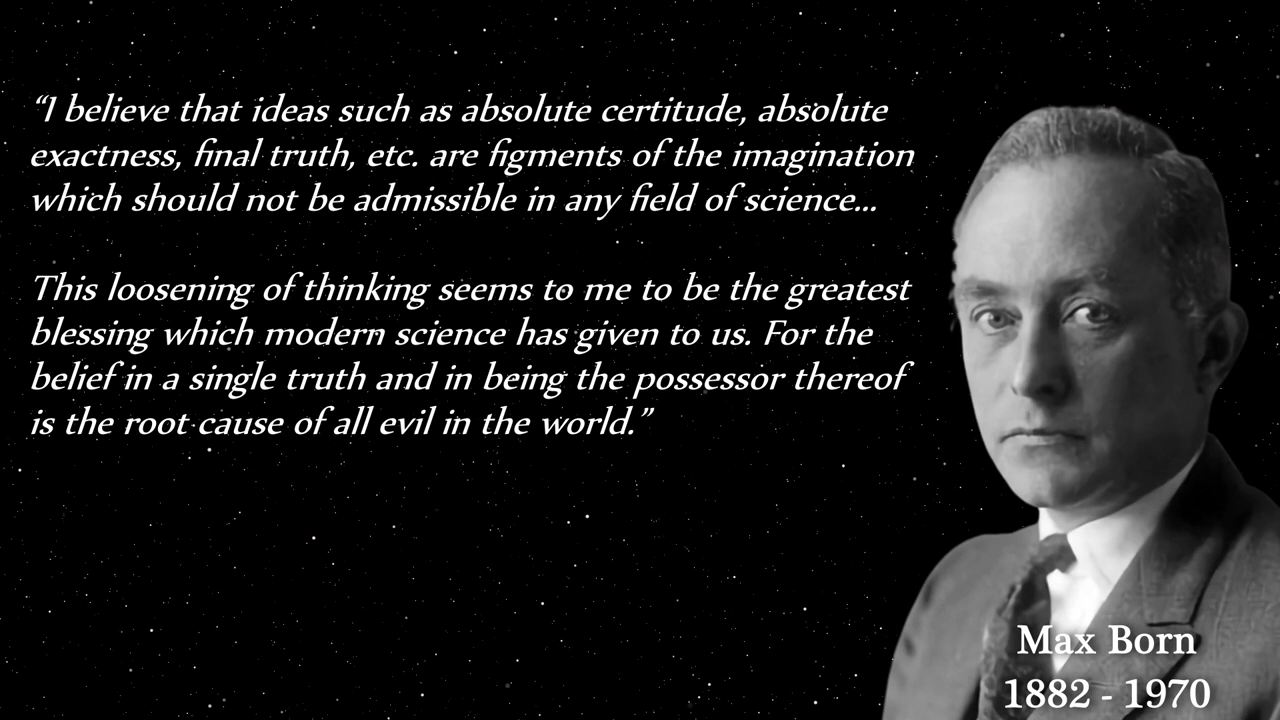 “I believe that ideas such as absolute certitude, absolute
exactness, final truth, etc. are figments of the imagination
which should not be admissible in any field of science...
This loosening of thinking seems to me to be the greatest
blessing which modern science has given to us. For the
belief in a single truth and in being the possessor thereof
is the root cause of all evil in the world.”
Max Born
1882 - 1970